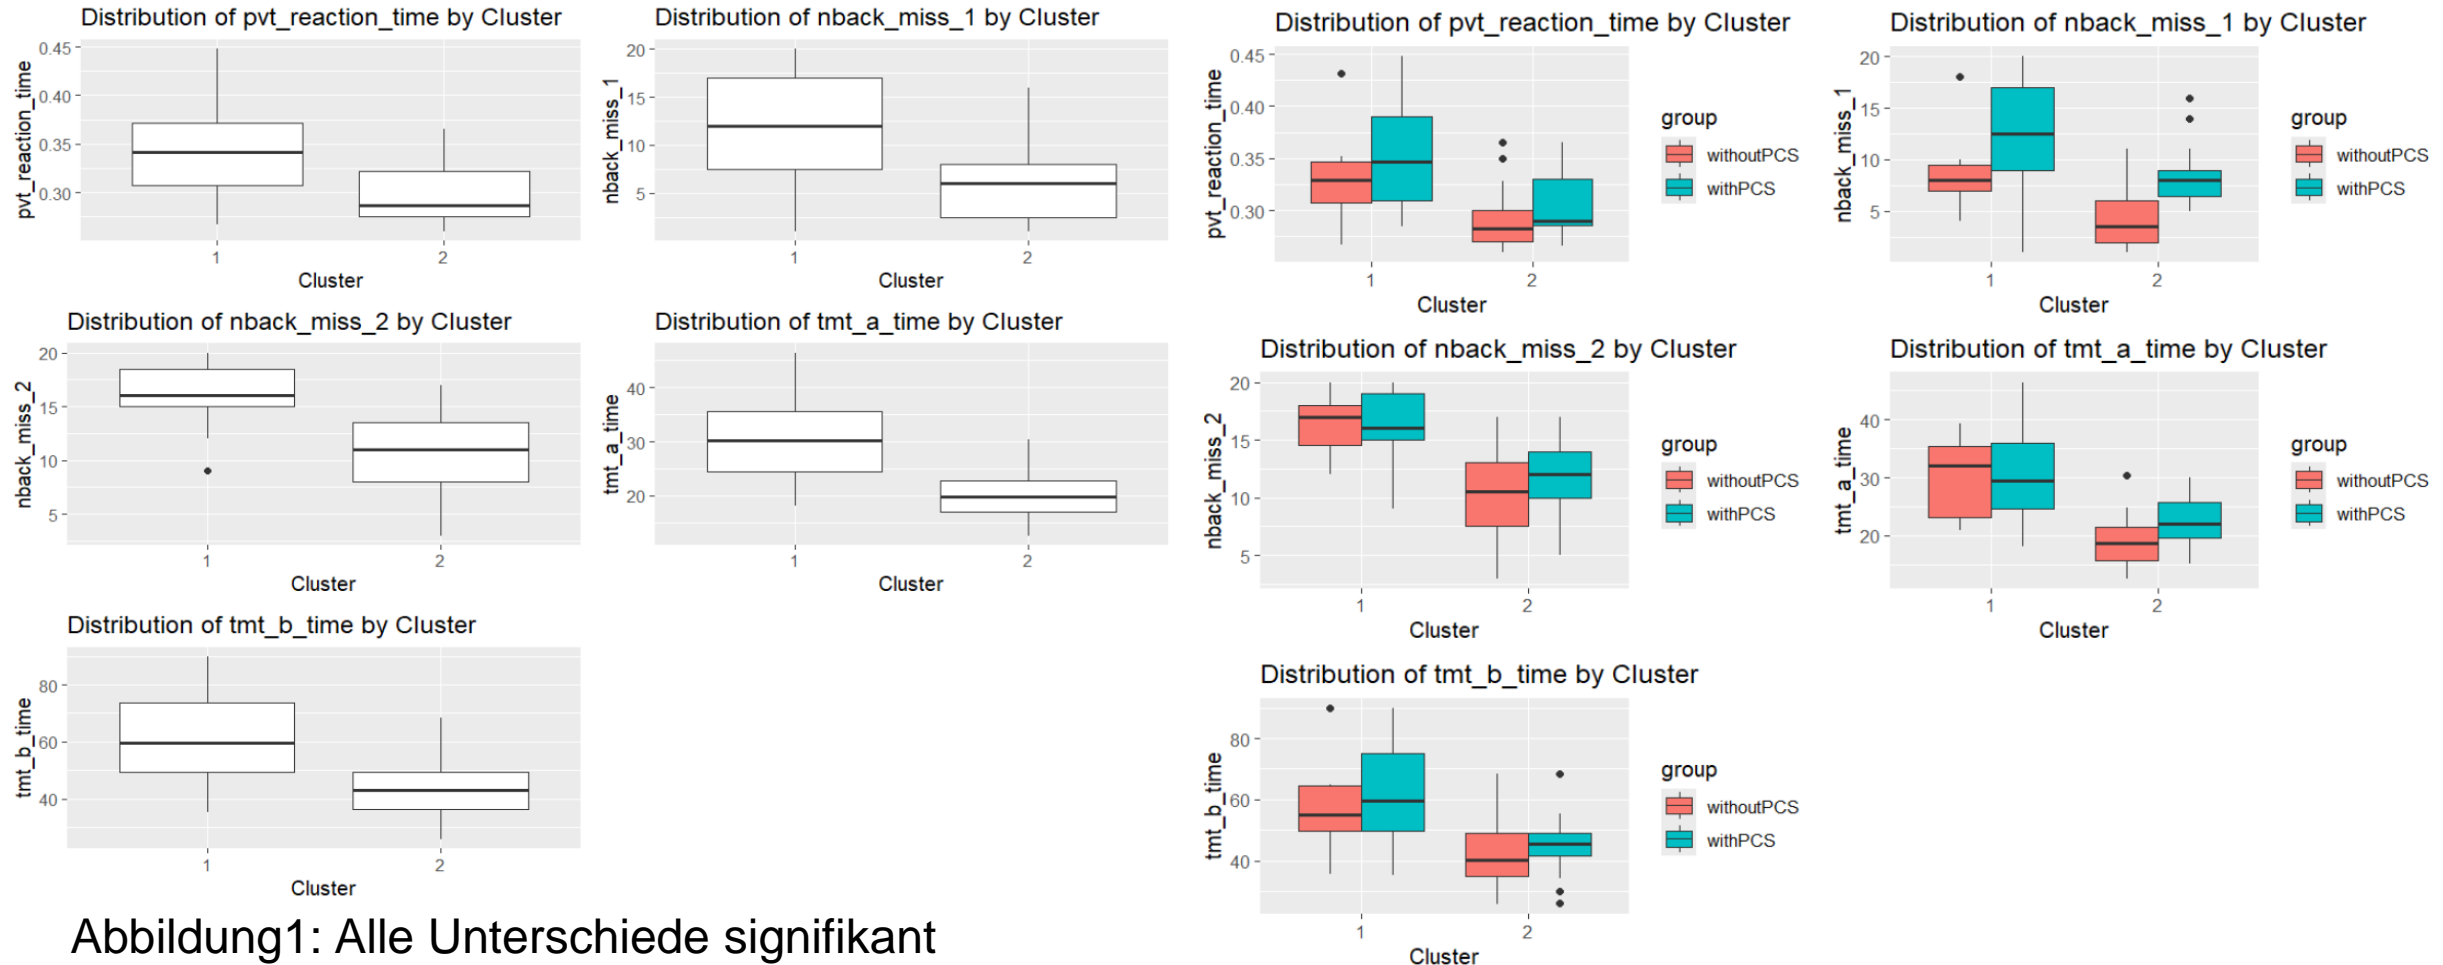 Distribution of pvt_reaction_time by Cluster
pvt_reaction_time
0.45
0.40
0.35
0.30
1 2
Cluster
Distribution of nback_miss_1 by Cluster
nback_miss_1
20
15
10
5
1 2
Cluster
Distribution of nback_miss_2 by Cluster
nback_miss_2
20
15
10
5
1 2
Cluster
Distribution of tmt_a_time by Cluster
tmt_a_time
40
30
20
1 2
Cluster
Distribution of tmt_b_time by Cluster
tmt_b_time
80
60
40
1 2
Cluster
Abbildung1: Alle Unterschiede signifikant
Distribution of pvt_reaction_time by Cluster
pvt_reaction_time
0.45
0.40
0.35
0.30
1 2
Cluster
group
withoutPCS
withPCS
Distribution of nback_miss_1 by Cluster
nback_miss_1
20
15
10
5
1 2
Cluster
group
withoutPCS
withPCS
Distribution of nback_miss_2 by Cluster
nback_miss_2
20
15
10
5
1 2
Cluster
group
withoutPCS
withPCS
Distribution of tmt_a_time by Cluster
tmt_a_time
40
30
20
1 2
Cluster
group
withoutPCS
withPCS
Distribution of tmt_b_time by Cluster
tmt_b_time
80
60
40
1 2
Cluster
group
withoutPCS
withPCS